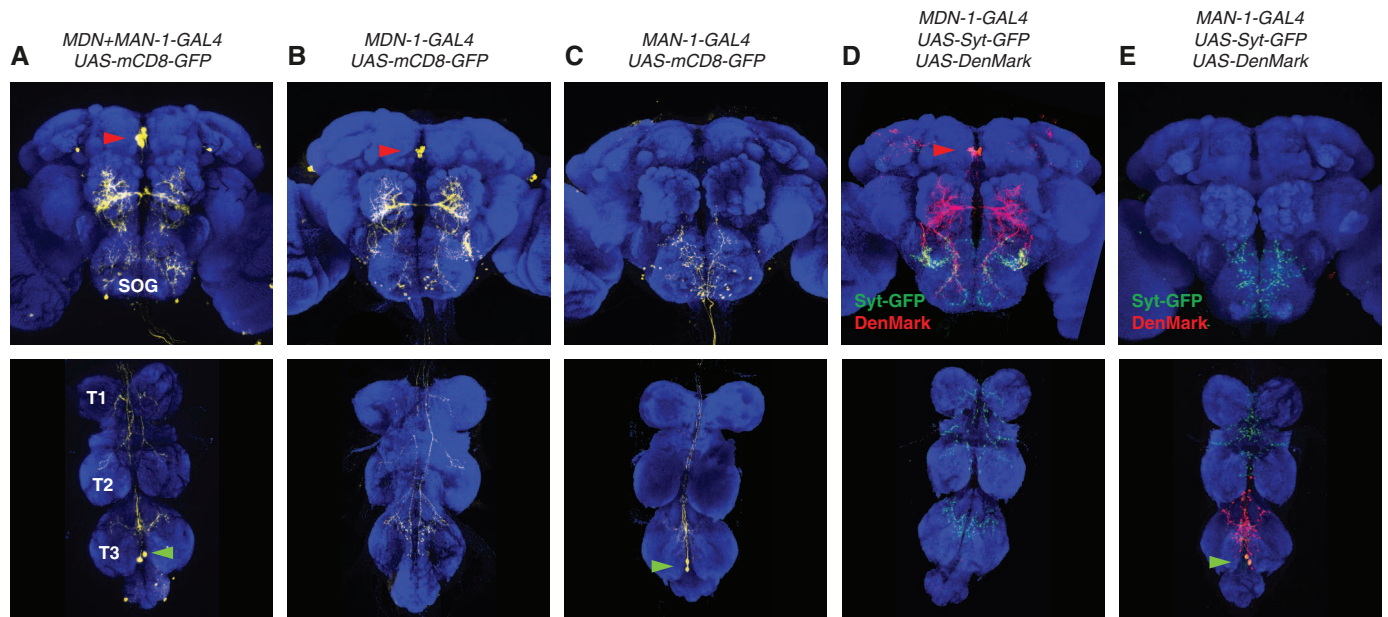 A
MDN+MAN-1-GAL4
UAS-mCD8-GFP
B
MDN-1-GAL4
UAS-mCD8-GFP
C
MAN-1-GAL4
UAS-mCD8-GFP
D
MDN-1-GAL4
UAS-Syt-GFP
UAS-DenMark
E
MAN-1-GAL4
UAS-Syt-GFP
UAS-DenMark
SOG
Syt-GFP
DenMark
Syt-GFP
DenMark
T1
T2
T3